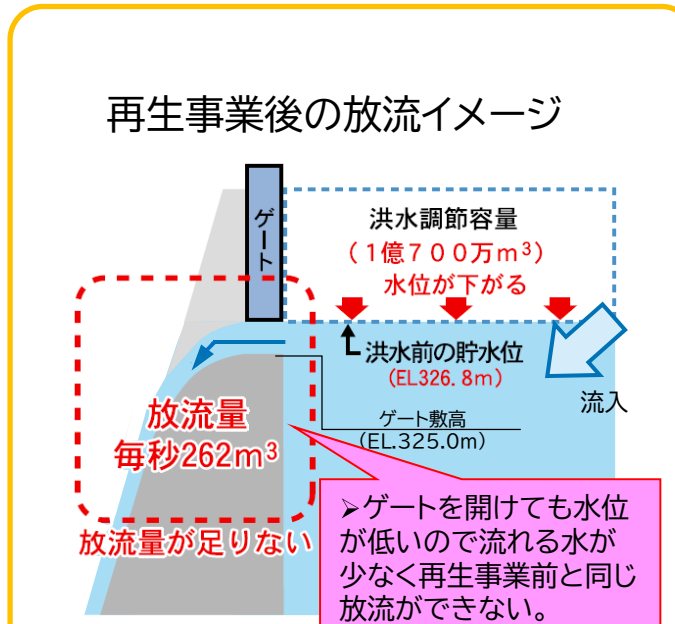 再生事業後の放流イメージ
ゲート
洪水調節容量
（１億７００万m³）
水位が下がる
洪水前の貯水位
(EL326.8m)
流入
ゲート敷高
(EL.325.0m)
放流量
毎秒262m³
放流量が足りない
➢ゲートを開けても水位
が低いので流れる水が
少なく再生事業前と同じ
放流ができない。